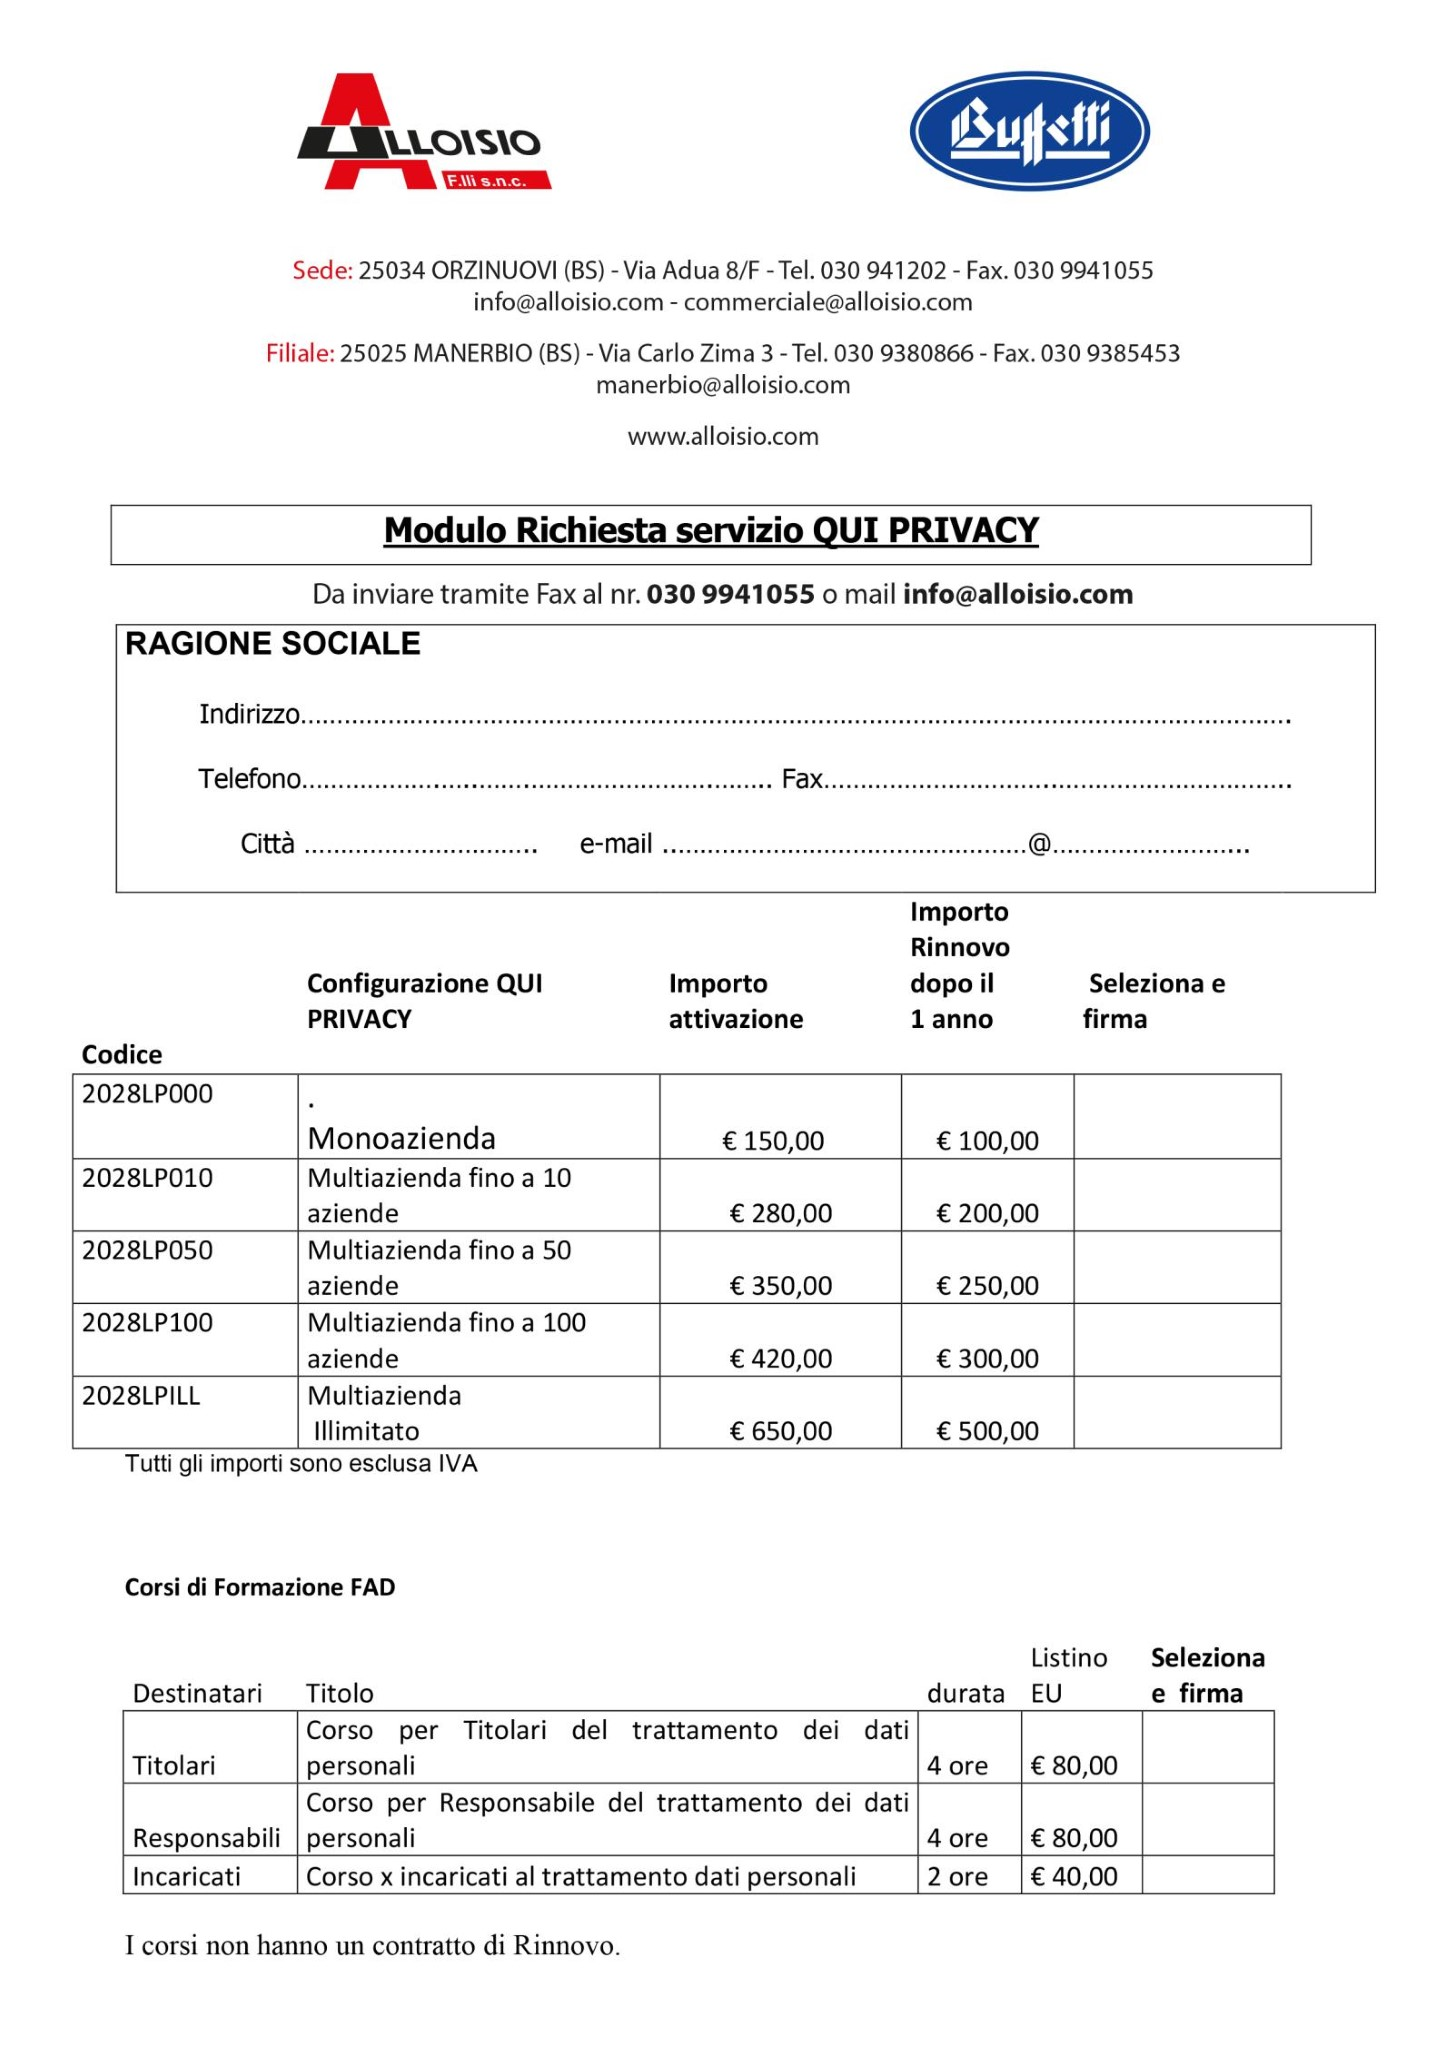 ALLOISIO
F.lli s.n.c.
Buffetti
Sede: 25034 ORZINUOVI (BS) - Via Adua 8/F - Tel. 030 941202 - Fax. 030 9941055
info@alloisio.com - commerciale@alloisio.com
Filiale: 25025 MANERBIO (BS) - Via Carlo Zima 3 - Tel. 030 9380866 - Fax. 030 9385453
manerbio@alloisio.com
www.alloisio.com
Modulo Richiesta servizio QUI PRIVACY
Da inviare tramite Fax al nr. 030 9941055 o mail info@alloisio.com
RAGIONE SOCIALE
Indirizzo........................................................................................................
Telefono.................................................. Fax..................................................
Città ............................ e-mail ..........................................@..........................
Importo
Rinnovo
Configurazione QUI Importo dopo il Seleziona e
PRIVACY attivazione 1 anno firma
Codice
2028LP000 .
Monoazienda € 150,00 € 100,00
2028LP010 Multiazienda fino a 10
aziende € 280,00 € 200,00
2028LP050 Multiazienda fino a 50
aziende € 350,00 € 250,00
2028LP100 Multiazienda fino a 100
aziende € 420,00 € 300,00
2028LPILL Multiazienda
Illimitato € 650,00 € 500,00
Tutti gli importi sono esclusa IVA
Corsi di Formazione FAD
Listino Seleziona
Destinatari Titolo durata EU e firma
Corso per Titolari del trattamento dei dati
Titolari personali 4 ore € 80,00
Corso per Responsabile del trattamento dei dati
Responsabili personali 4 ore € 80,00
Incaricati Corso x incaricati al trattamento dati personali 2 ore € 40,00
I corsi non hanno un contratto di Rinnovo.